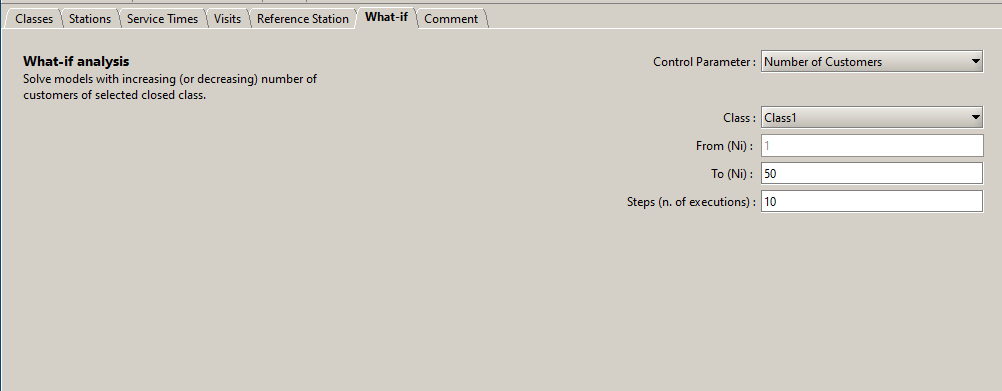 Classes Stations Service Times Visits Reference Station What-if Comment
What-if analysis
Solve models with increasing (or decreasing) number of
customers of selected closed class.
Control Parameter : Number of Customers
Class : Class1
From (Ni) : 1
To (Ni) : 50
Steps (n. of executions) : 10